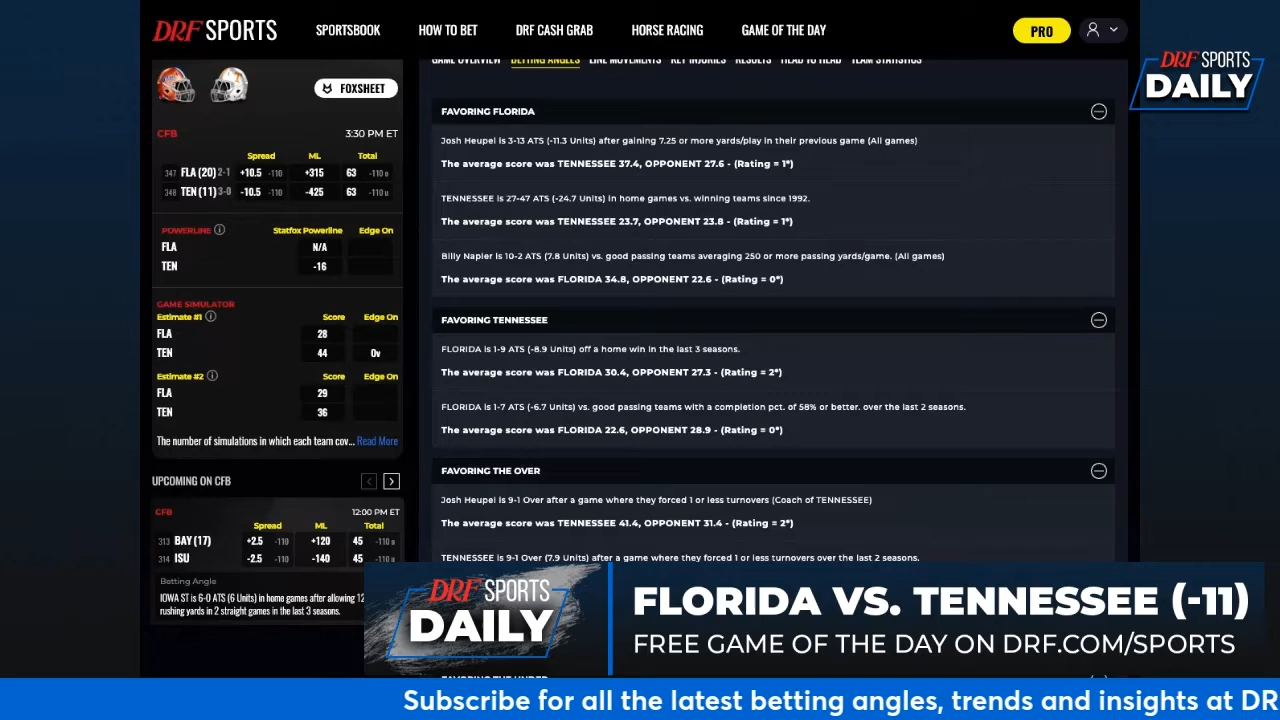 DRF SPORTS
SPORTSBOOK
HOW TO BET
DRF CASH GRAB
HORSE RACING
GAME OF THE DAY
PRO
DRF SPORTS
DAILY
GAME OVERVIEW BETTING ANGLES LINE MOVEMENTS KEY INJURIES RESULTS HEAD TO HEAD TEAM STATISTICS
FOXSHEET
CFB 3:30 PM ET
Spread ML Total
347 FLA (20) 2-1 +10.5 -110 +315 63 -110 o
348 TEN (11) 3-0 -10.5 -110 -425 63 -110 u
POWERLINE Statfox Powerline Edge On
FLA N/A
TEN -16
GAME SIMULATOR
Estimate #1 Score Edge On
FLA 28
TEN 44 Ov
Estimate #2 Score Edge On
FLA 29
TEN 36
The number of simulations in which each team cov... Read More
UPCOMING ON CFB
CFB 12:00 PM ET
Spread ML Total
313 BAY (17) +2.5 -110 +120 45 -110 o
314 ISU -2.5 -110 -140 45 -110 u
Betting Angle
IOWA ST is 6-0 ATS (6 Units) in home games after allowing 12
rushing yards in 2 straight games in the last 3 seasons.
FAVORING FLORIDA
Josh Heupel is 3-13 ATS (-11.3 Units) after gaining 7.25 or more yards/play in their previous game (All games)
The average score was TENNESSEE 37.4, OPPONENT 27.6 - (Rating = 1*)
TENNESSEE is 27-47 ATS (-24.7 Units) in home games vs. winning teams since 1992.
The average score was TENNESSEE 23.7, OPPONENT 23.8 - (Rating = 1*)
Billy Napier is 10-2 ATS (7.8 Units) vs. good passing teams averaging 250 or more passing yards/game. (All games)
The average score was FLORIDA 34.8, OPPONENT 22.6 - (Rating = 0*)
FAVORING TENNESSEE
FLORIDA is 1-9 ATS (-8.9 Units) off a home win in the last 3 seasons.
The average score was FLORIDA 30.4, OPPONENT 27.3 - (Rating = 2*)
FLORIDA is 1-7 ATS (-6.7 Units) vs. good passing teams with a completion pct. of 58% or better. over the last 2 seasons.
The average score was FLORIDA 22.6, OPPONENT 28.9 - (Rating = 0*)
FAVORING THE OVER
Josh Heupel is 9-1 Over after a game where they forced 1 or less turnovers (Coach of TENNESSEE)
The average score was TENNESSEE 41.4, OPPONENT 31.4 - (Rating = 2*)
TENNESSEE is 9-1 Over (7.9 Units) after a game where they forced 1 or less turnovers over the last 2 seasons.
DRF SPORTS
DAILY
FLORIDA VS. TENNESSEE (-11)
FREE GAME OF THE DAY ON DRF.COM/SPORTS
Subscribe for all the latest betting angles, trends and insights at DR